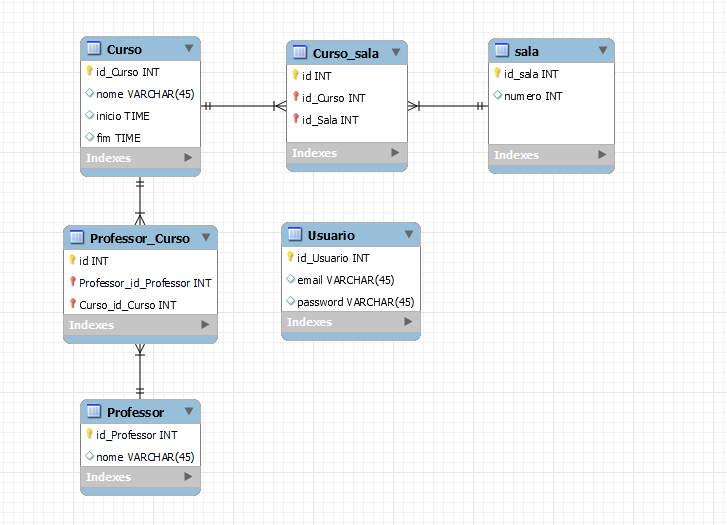 Curso
id_Curso INT
nome VARCHAR(45)
inicio TIME
fim TIME
Indexes
Curso_sala
id INT
id_Curso INT
id_Sala INT
Indexes
sala
id_sala INT
numero INT
Indexes
Professor_Curso
id INT
Professor_id_Professor INT
Curso_id_Curso INT
Indexes
Usuario
id_Usuario INT
email VARCHAR(45)
password VARCHAR(45)
Indexes
Professor
id_Professor INT
nome VARCHAR(45)
Indexes